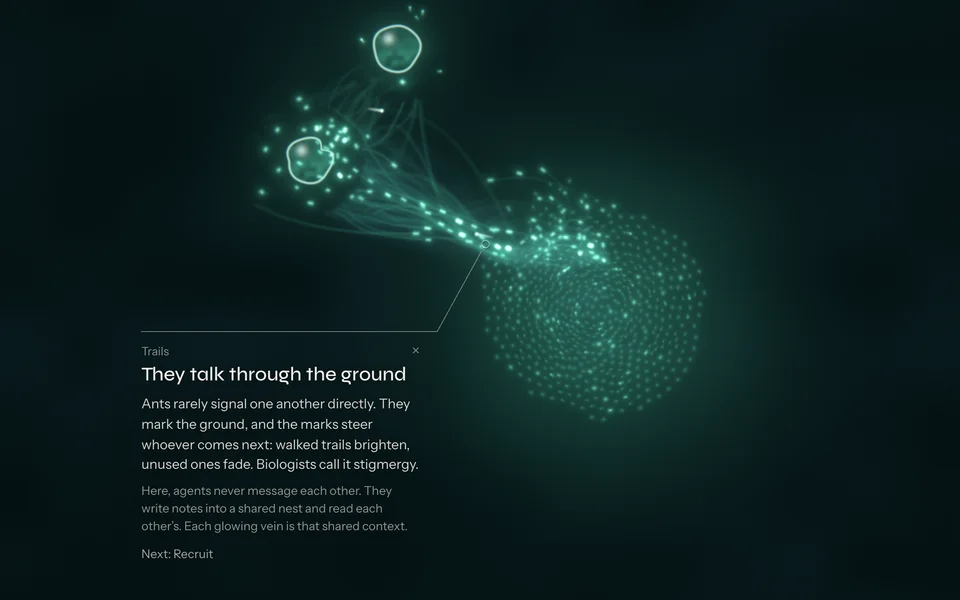 Trails ×
They talk through the ground
Ants rarely signal one another directly. They
mark the ground, and the marks steer
whoever comes next: walked trails brighten,
unused ones fade. Biologists call it stigmergy.
Here, agents never message each other. They
write notes into a shared nest and read each
other's. Each glowing vein is that shared context.
Next: Recruit